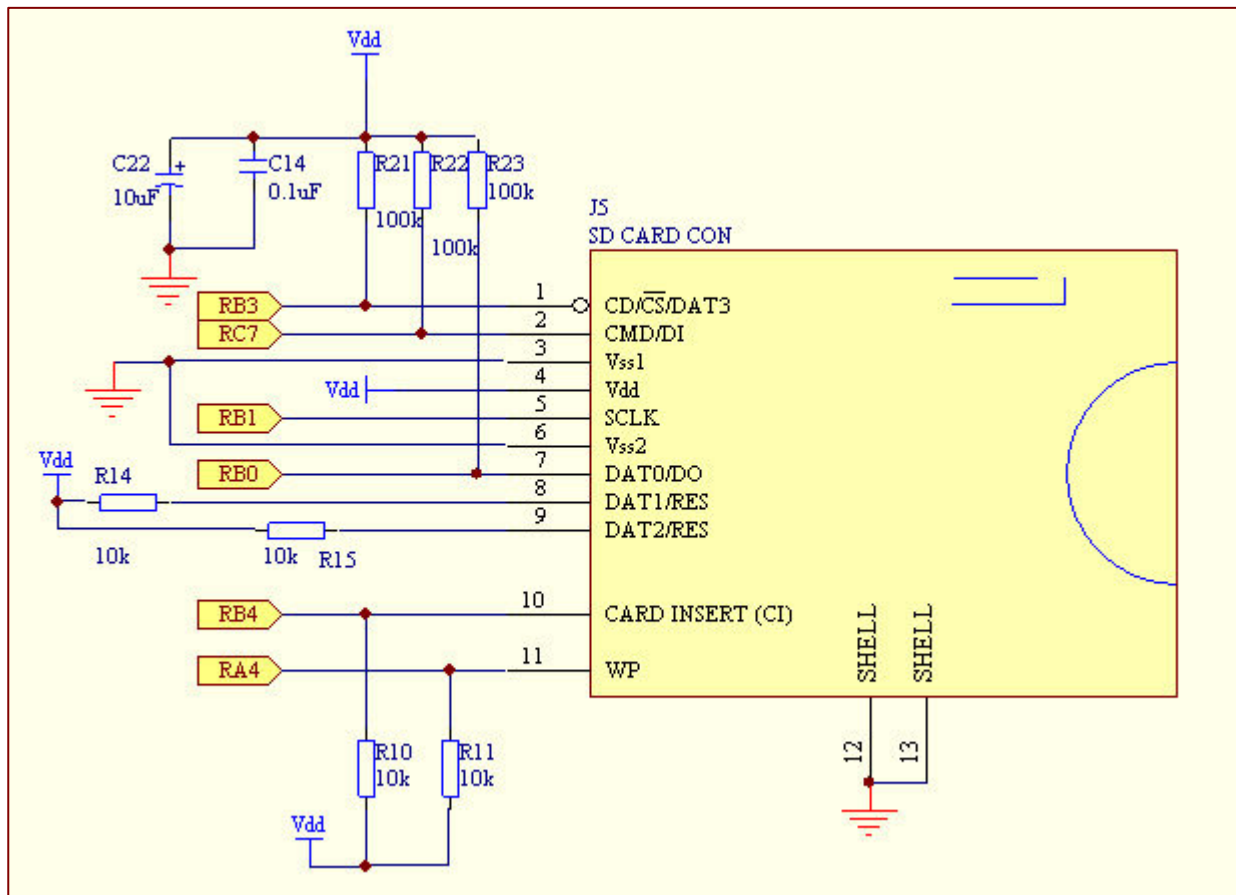 Vdd
C22
10uF
+
C14
0.1uF
R21
100k
R22
100k
R23
100k
J5
SD CARD CON
RB3
1
CD/CS/DAT3
RC7
2
CMD/DI
3
Vss1
Vdd
4
Vdd
RB1
5
SCLK
6
Vss2
RB0
7
DAT0/DO
Vdd
R14
10k
8
DAT1/RES
10k
R15
9
DAT2/RES
RB4
10
CARD INSERT (CI)
RA4
11
WP
SHELL
SHELL
12
13
R10
10k
R11
10k
Vdd